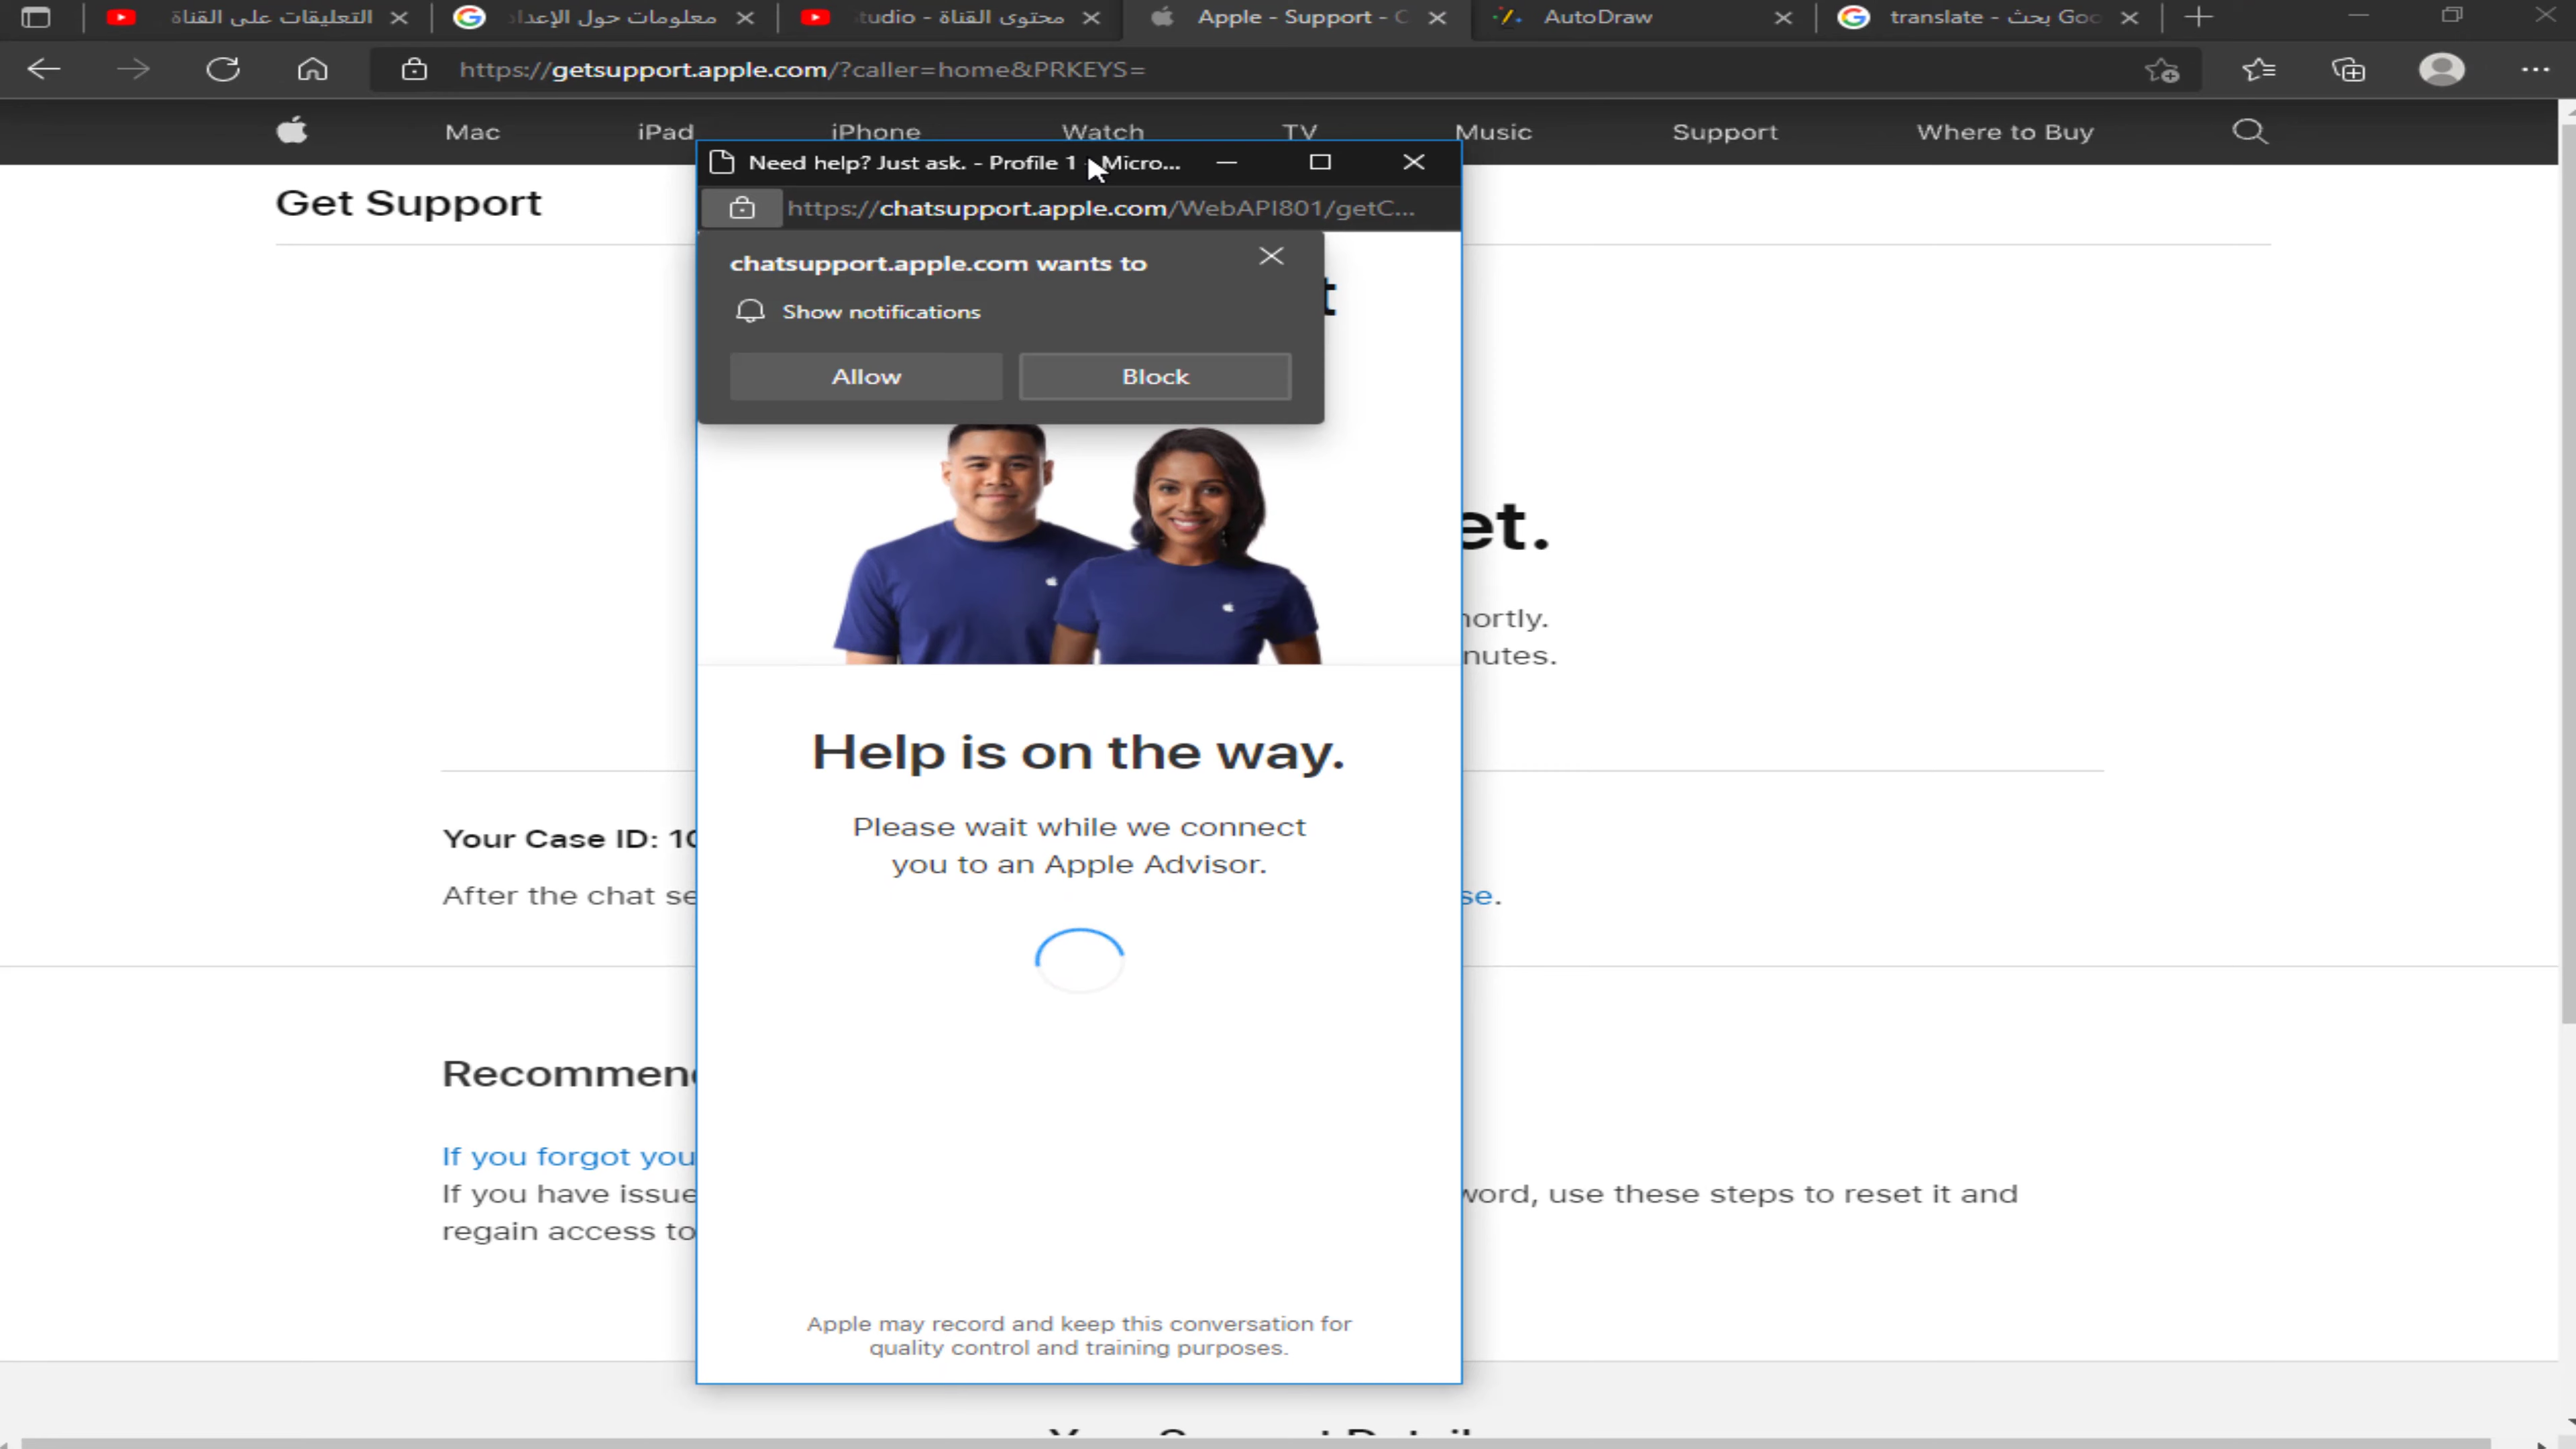 التعليقات على القناة
معلومات حول الإعداد
محتوى القناة - tudio
Apple - Support - C
AutoDraw
translate - بحث Goo
https://getsupport.apple.com/?caller=home&PRKEYS=
Mac
iPad
iPhone
Watch
TV
Music
Support
Where to Buy
Need help? Just ask. - Profile 1 - Micro...
Get Support
https://chatsupport.apple.com/WebAPI801/getC...
chatsupport.apple.com wants to
Show notifications
Allow
Block
t
et.
hortly.
nutes.
Help is on the way.
Please wait while we connect
you to an Apple Advisor.
Your Case ID: 10
After the chat se
se.
Recommen
If you forgot you
If you have issue
word, use these steps to reset it and
regain access to
Apple may record and keep this conversation for
quality control and training purposes.